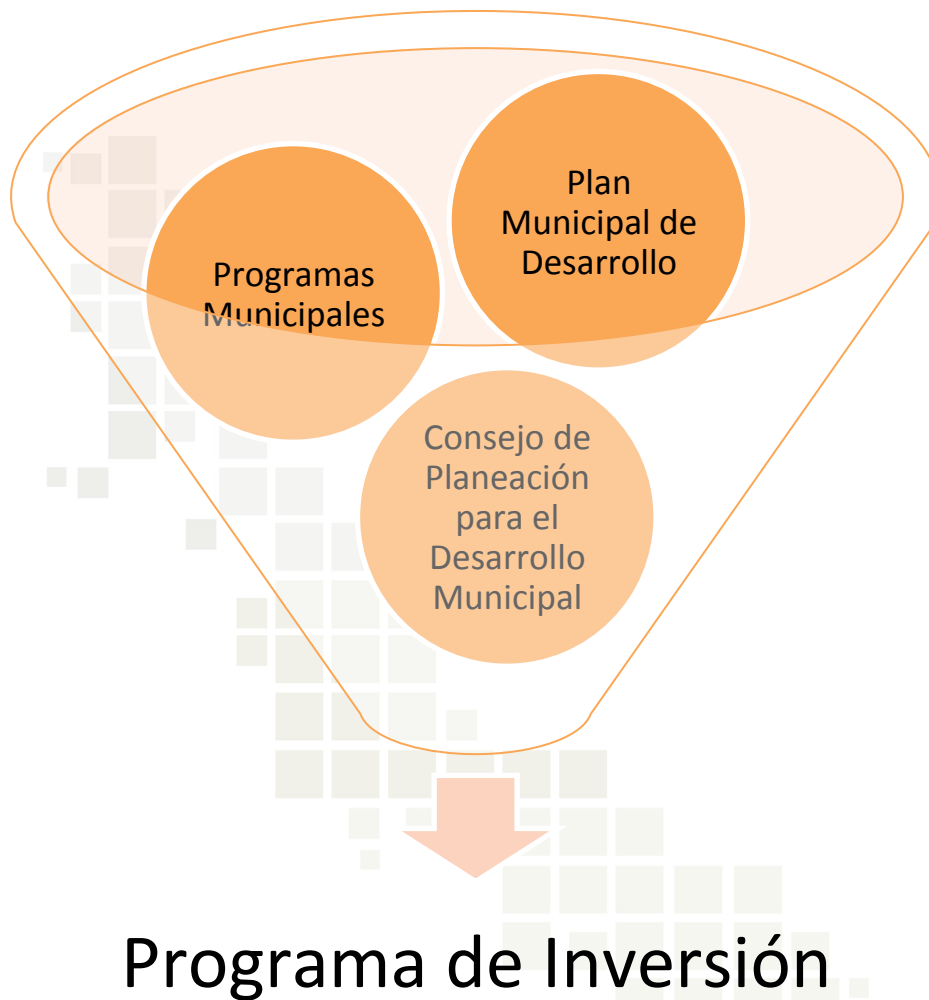 Plan
Municipal de
Desarrollo
Programas
Municipales
Consejo de
Planeación
para el
Desarrollo
Municipal
Programa de Inversión